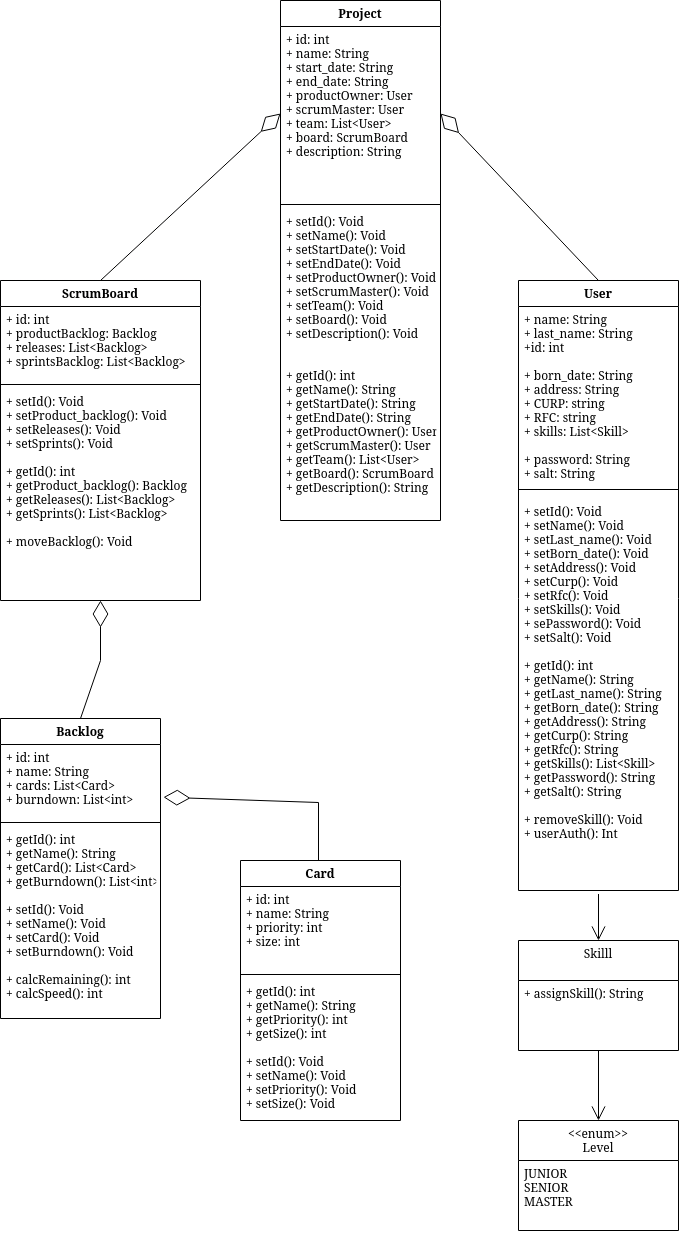 Project
+ id: int
+ name: String
+ start_date: String
+ end_date: String
+ productOwner: User
+ scrumMaster: User
+ team: List<User>
+ board: ScrumBoard
+ description: String
+ setId(): Void
+ setName(): Void
+ setStartDate(): Void
+ setEndDate(): Void
+ setProductOwner(): Void
+ setScrumMaster(): Void
+ setTeam(): Void
+ setBoard(): Void
+ setDescription(): Void
+ getId(): int
+ getName(): String
+ getStartDate(): String
+ getEndDate(): String
+ getProductOwner(): User
+ getScrumMaster(): User
+ getTeam(): List<User>
+ getBoard(): ScrumBoard
+ getDescription(): String
ScrumBoard
+ id: int
+ productBacklog: Backlog
+ releases: List<Backlog>
+ sprintsBacklog: List<Backlog>
+ setId(): Void
+ setProduct_backlog(): Void
+ setReleases(): Void
+ setSprints(): Void
+ getId(): int
+ getProduct_backlog(): Backlog
+ getReleases(): List<Backlog>
+ getSprints(): List<Backlog>
+ moveBacklog(): Void
User
+ name: String
+ last_name: String
+id: int
+ born_date: String
+ address: String
+ CURP: string
+ RFC: string
+ skills: List<Skill>
+ password: String
+ salt: String
+ setId(): Void
+ setName(): Void
+ setLast_name(): Void
+ setBorn_date(): Void
+ setAddress(): Void
+ setCurp(): Void
+ setRfc(): Void
+ setSkills(): Void
+ sePassword(): Void
+ setSalt(): Void
+ getId(): int
+ getName(): String
+ getLast_name(): String
+ getBorn_date(): String
+ getAddress(): String
+ getCurp(): String
+ getRfc(): String
+ getSkills(): List<Skill>
+ getPassword(): String
+ getSalt(): String
+ removeSkill(): Void
+ userAuth(): Int
Backlog
+ id: int
+ name: String
+ cards: List<Card>
+ burndown: List<int>
+ getId(): int
+ getName(): String
+ getCard(): List<Card>
+ getBurndown(): List<int>
+ setId(): Void
+ setName(): Void
+ setCard(): Void
+ setBurndown(): Void
+ calcRemaining(): int
+ calcSpeed(): int
Card
+ id: int
+ name: String
+ priority: int
+ size: int
+ getId(): int
+ getName(): String
+ getPriority(): int
+ getSize(): int
+ setId(): Void
+ setName(): Void
+ setPriority(): Void
+ setSize(): Void
Skilll
+ assignSkill(): String
<<enum>>
Level
JUNIOR
SENIOR
MASTER